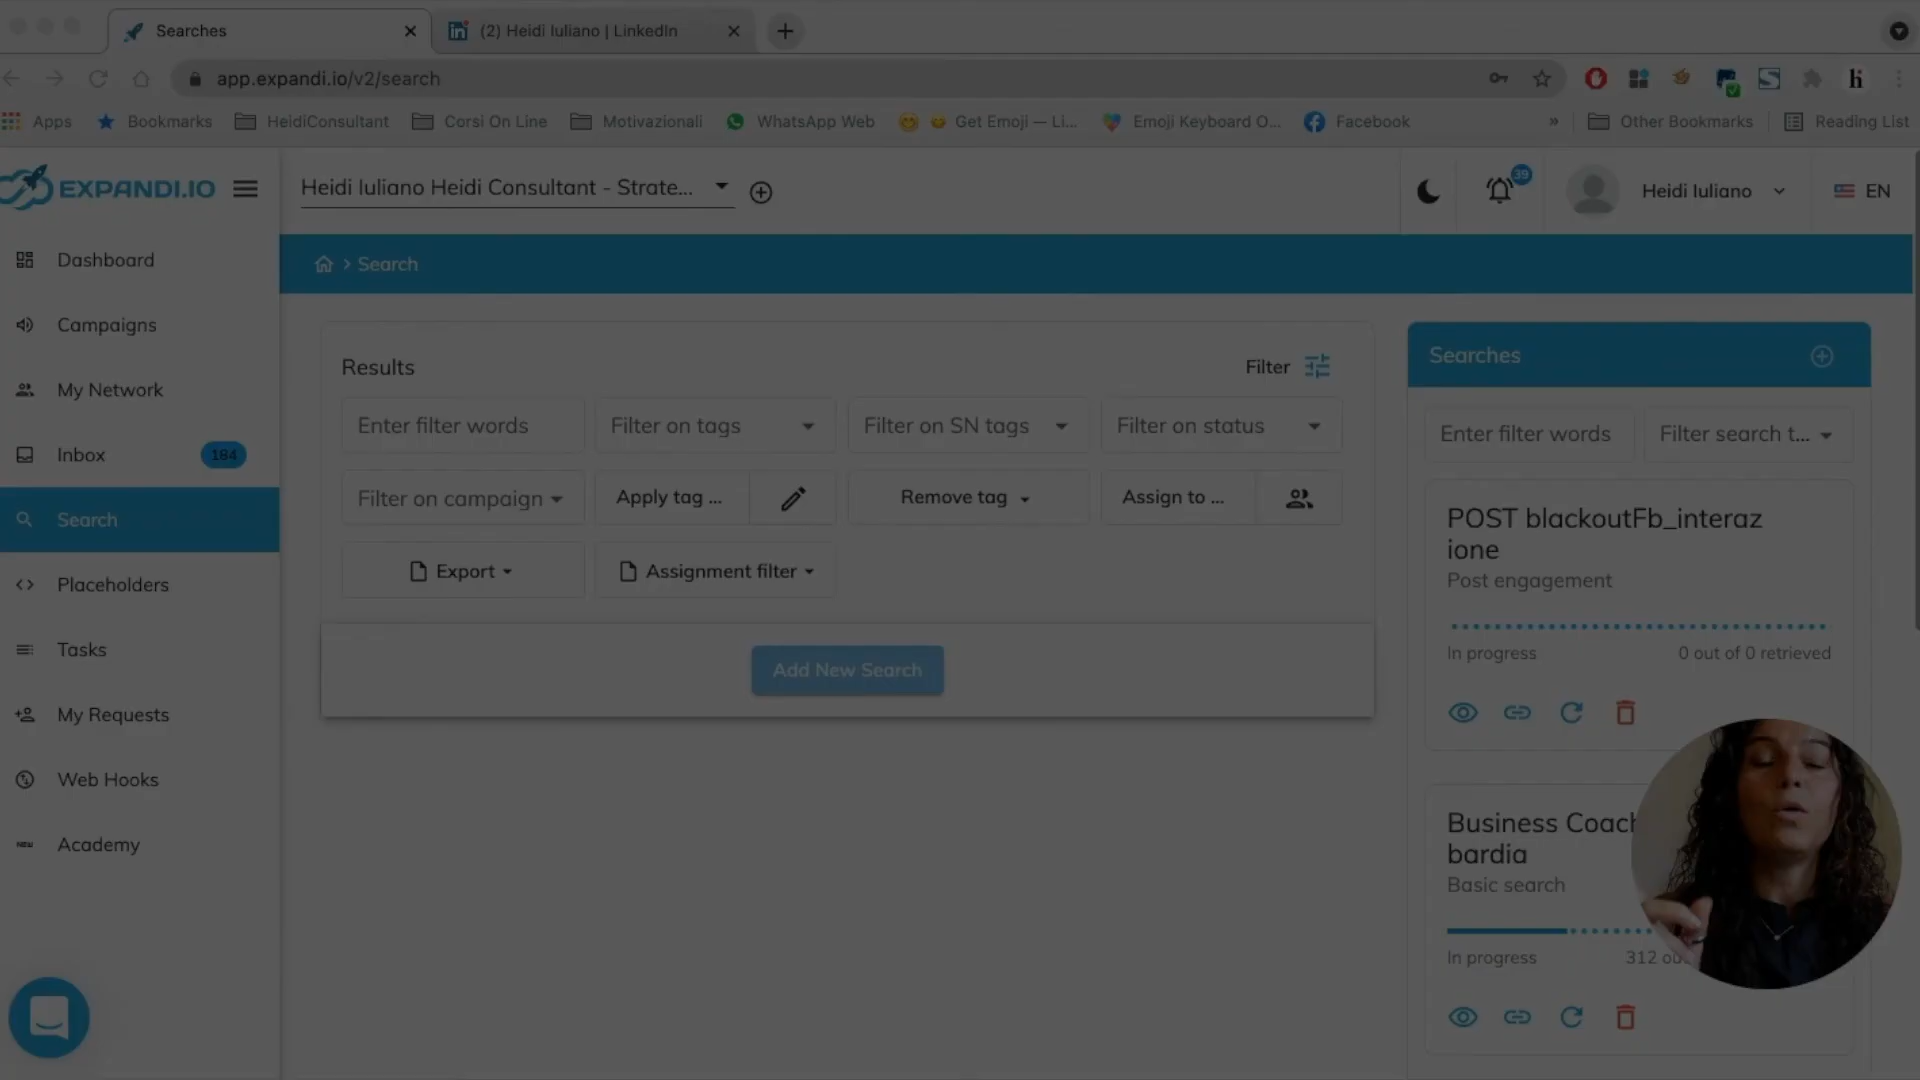 Searches
(2) Heidi Iuliano | LinkedIn
app.expandi.io/v2/search
Apps
Bookmarks
HeidiConsultant
Corsi On Line
Motivazionali
WhatsApp Web
Get Emoji — Li...
Emoji Keyboard O...
Facebook
»
Other Bookmarks
Reading List
EXPANDI.IO
Heidi Iuliano Heidi Consultant - Strate...
39
Heidi Iuliano
EN
Dashboard
Campaigns
My Network
Inbox
184
Search
Placeholders
Tasks
My Requests
Web Hooks
NEW
Academy
> Search
Results
Filter
Enter filter words
Filter on tags
Filter on SN tags
Filter on status
Filter on campaign
Apply tag ...
Remove tag
Assign to ...
Export
Assignment filter
Add New Search
Searches
Enter filter words
Filter search t...
POST blackoutFb_interaz
ione
Post engagement
In progress
0 out of 0 retrieved
Business Coach
bardia
Basic search
In progress
312